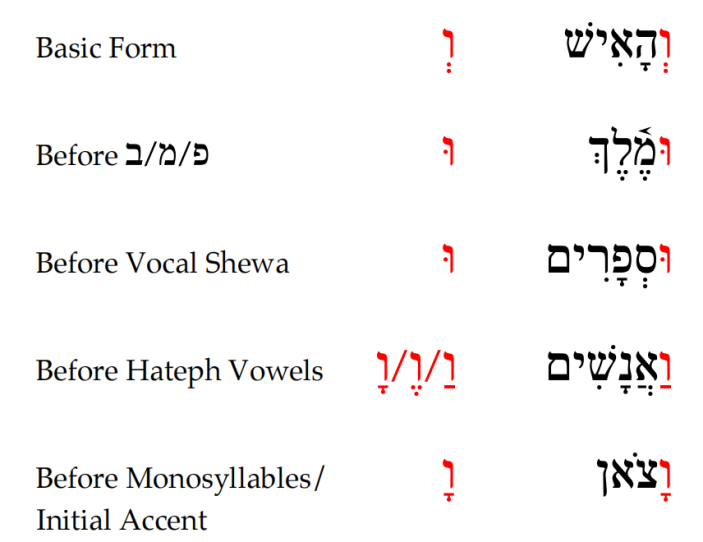 Basic Form וְ וְהָאִישׁ
Before פ/מ/ב וּ וּמֶ֫לֶךְ
Before Vocal Shewa וּ וּסְפָרִים
Before Hateph Vowels וַ/וֶ/וָ וַאֲנָשִׁים
Before Monosyllables/ וָ וָצֹאן
Initial Accent